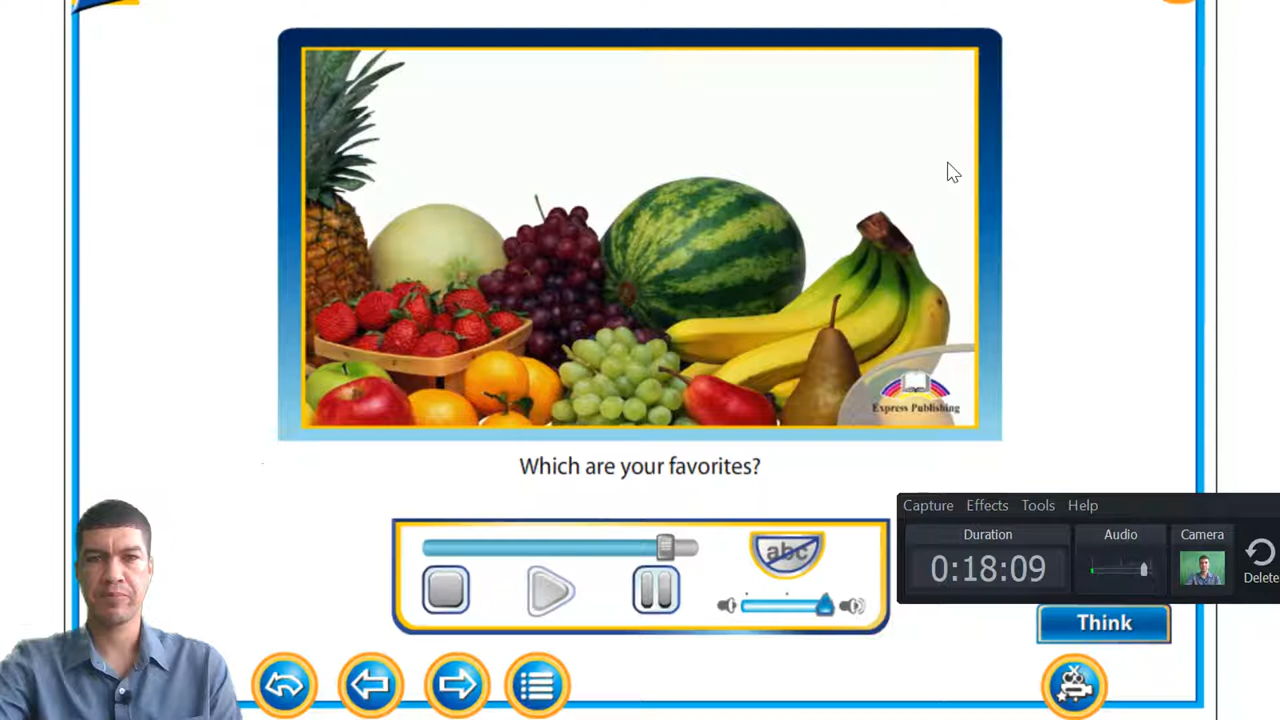 Express Publishing
Which are your favorites?
abc
Capture Effects Tools Help
Duration Audio Camera
0:18:09 Delete
Think